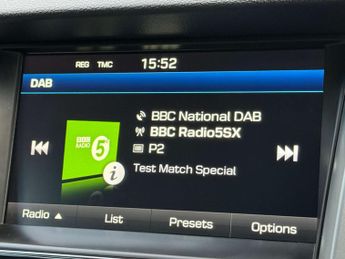 REG TMC 15:52
DAB
BBC National DAB
BBC Radio5SX
P2
Test Match Special
BBC
RADIO 5
i
Radio ▲ List Presets Options